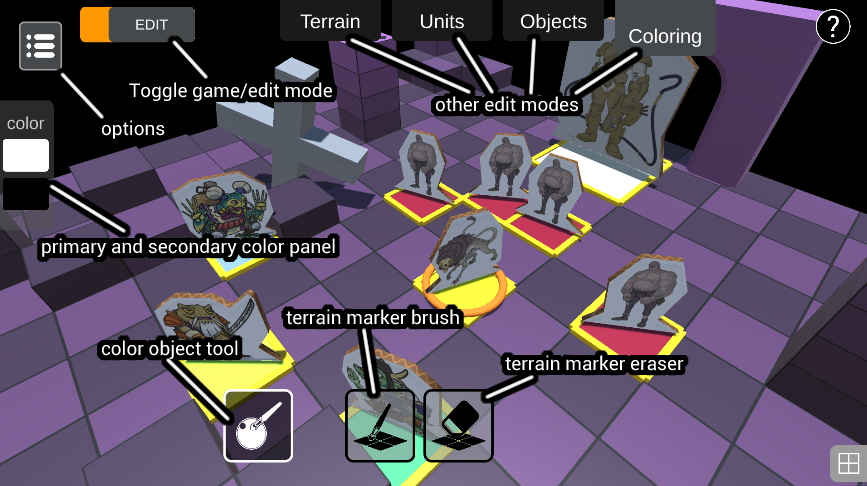 EDIT
Terrain
Units
Objects
Coloring
?
Toggle game/edit mode
other edit modes
options
color
primary and secondary color panel
terrain marker brush
color object tool
terrain marker eraser